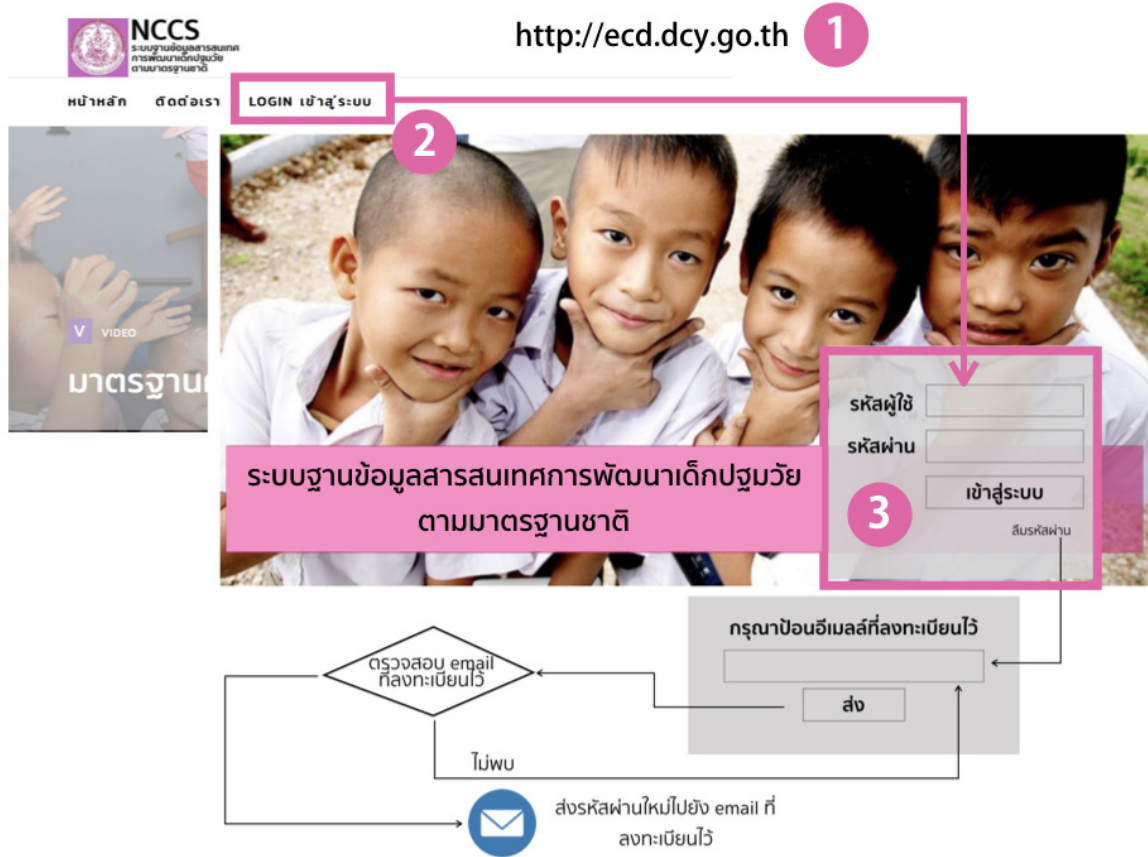 NCCS
ระบบฐานข้อมูลสารสนเทศ
การพัฒนาเด็กปฐมวัย
ตามมาตรฐานชาติ
http://ecd.dcy.go.th
1
หน้าหลัก ติดต่อเรา LOGIN เข้าสู่ระบบ
2
V VIDEO
มาตรฐาน
รหัสผู้ใช้
รหัสผ่าน
เข้าสู่ระบบ
3
ลืมรหัสผ่าน
ระบบฐานข้อมูลสารสนเทศการพัฒนาเด็กปฐมวัย
ตามมาตรฐานชาติ
กรุณาป้อนอีเมลล์ที่ลงทะเบียนไว้
ส่ง
ตรวจสอบ email
ที่ลงทะเบียนไว้
ไม่พบ
ส่งรหัสผ่านใหม่ไปยัง email ที่
ลงทะเบียนไว้